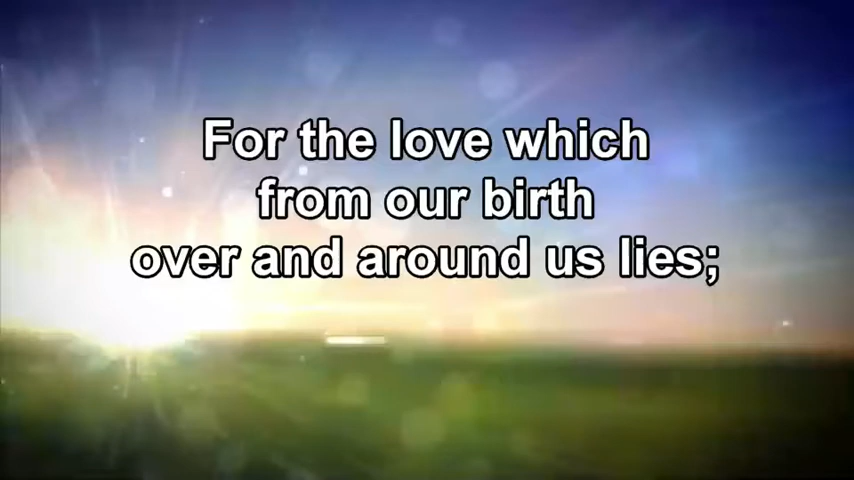 For the love which
from our birth
over and around us lies;